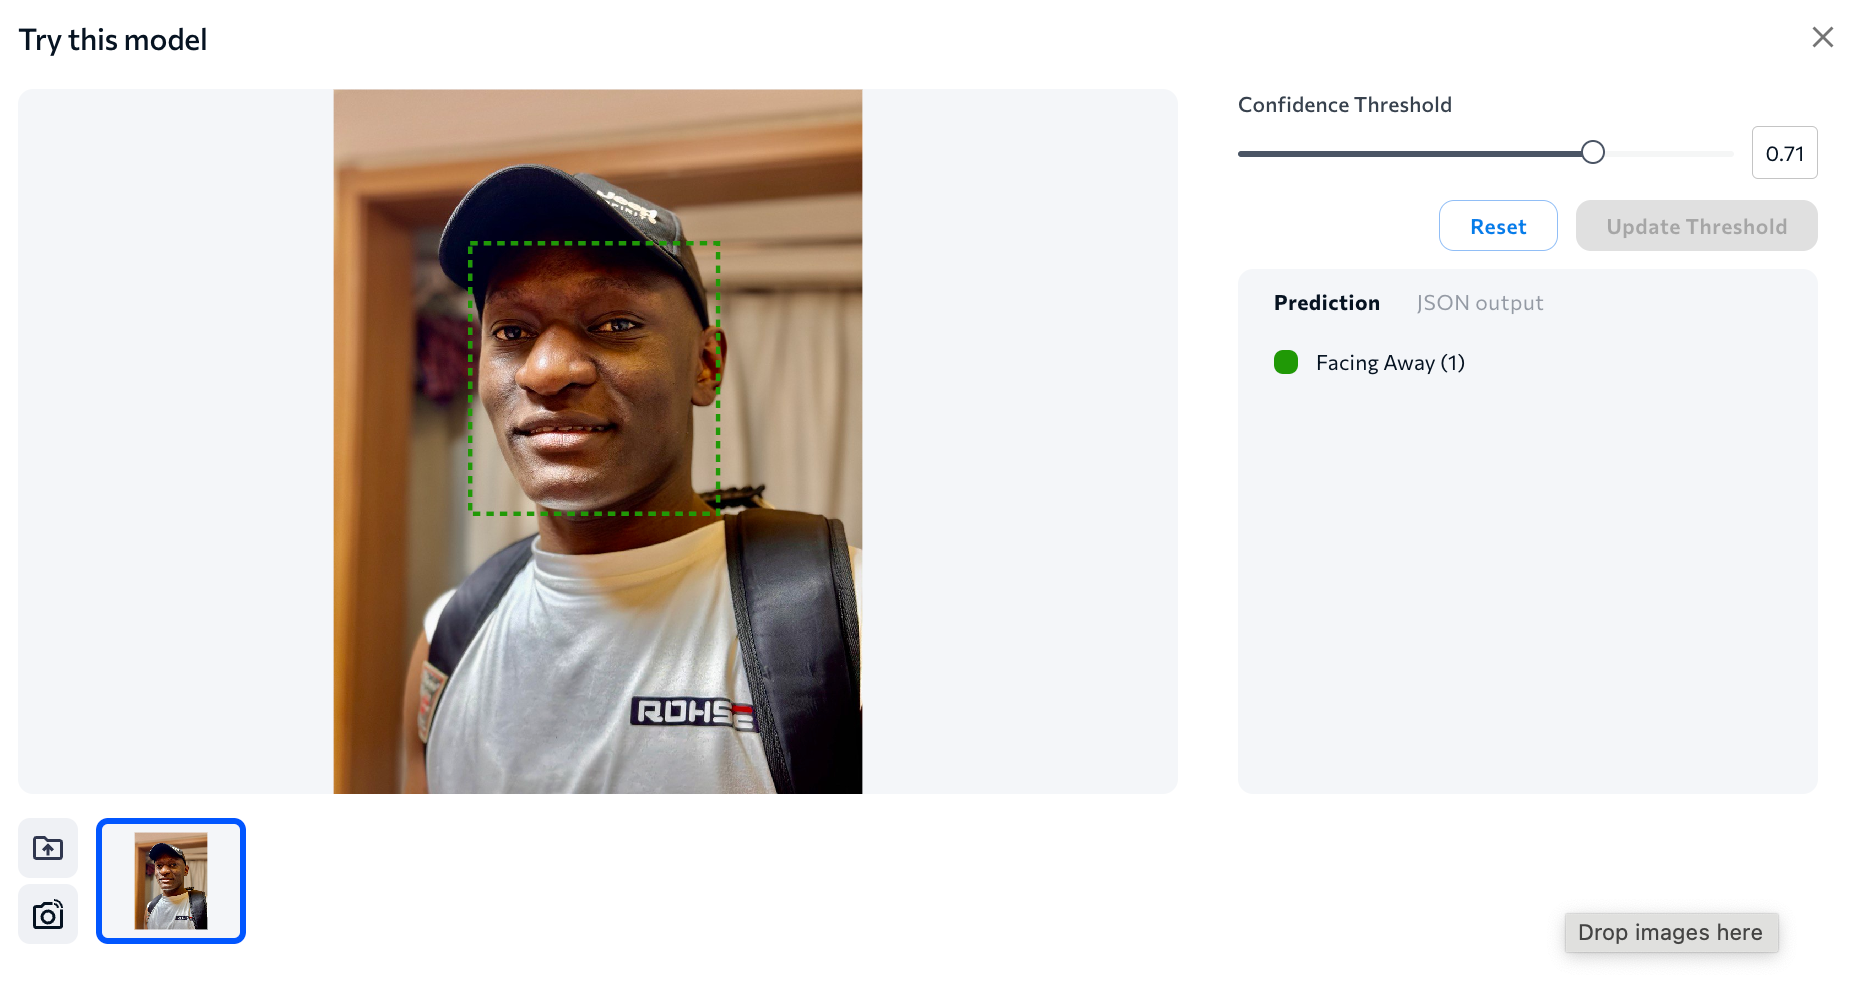 Try this model
Confidence Threshold
0.71
Reset
Update Threshold
Prediction
JSON output
Facing Away (1)
ROHSE
Drop images here